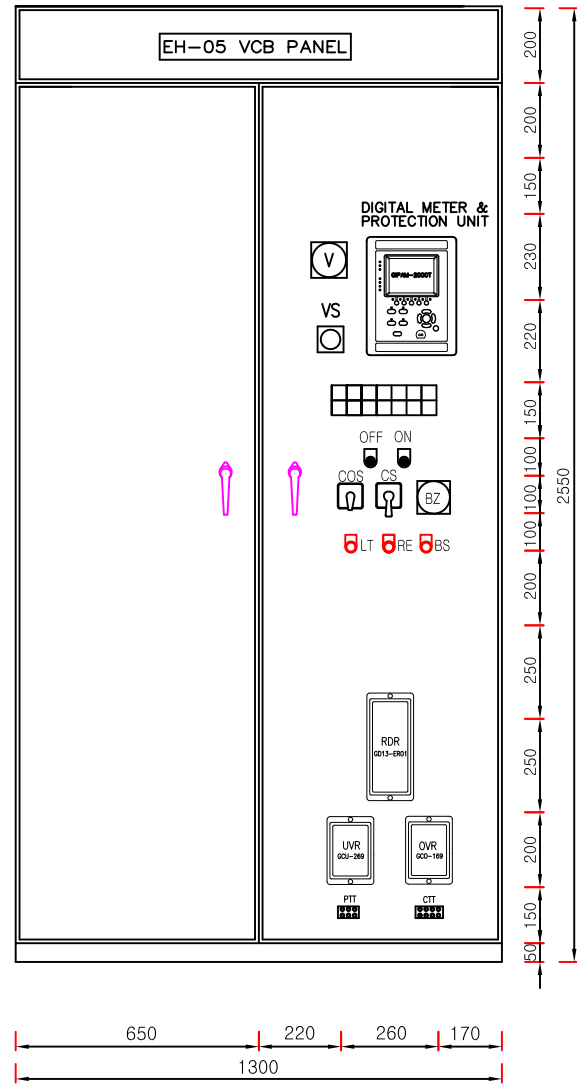 EH-05 VCB PANEL
DIGITAL METER &
PROTECTION UNIT
V
GIPAM-2000T
VS
OFF ON
COS CS
BZ
LT RE BS
RDR
GD13-ER01
UVR
GCU-269
OVR
GCO-169
PTT
CTT
200
200
150
230
220
150
100
100
100
200
250
250
200
150
50
2550
650
220
260
170
1300